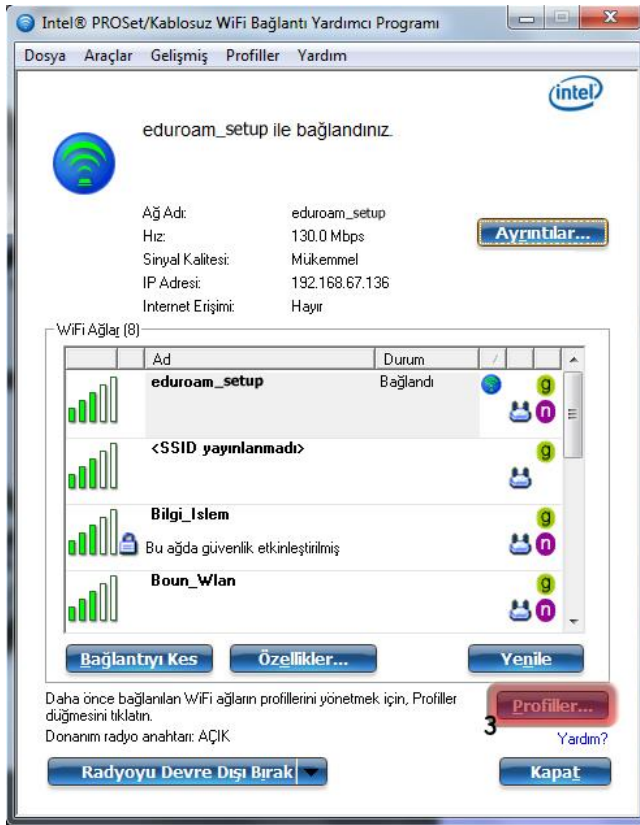 Intel® PROSet/Kablosuz WiFi Bağlantı Yardımcı Programı
Dosya Araçlar Gelişmiş Profiller Yardım
intel
eduroam_setup ile bağlandınız.
Ağ Adı: eduroam_setup
Hız: 130.0 Mbps
Ayrıntılar...
Sinyal Kalitesi: Mükemmel
IP Adresi: 192.168.67.136
Internet Erişimi: Hayır
WiFi Ağlar (8)
Ad Durum
eduroam_setup Bağlandı
g
n
<SSID yayınlanmadı>
g
Bilgi_Islem
g
Bu ağda güvenlik etkinleştirilmiş
n
Boun_Wlan
g
n
Bağlantıyı Kes Özellikler... Yenile
Daha önce bağlanılan WiFi ağların profillerini yönetmek için, Profiller
düğmesini tıklatın.
Profiller...
3
Donanım radyo anahtarı: AÇIK
Yardım?
Radyoyu Devre Dışı Bırak Kapat